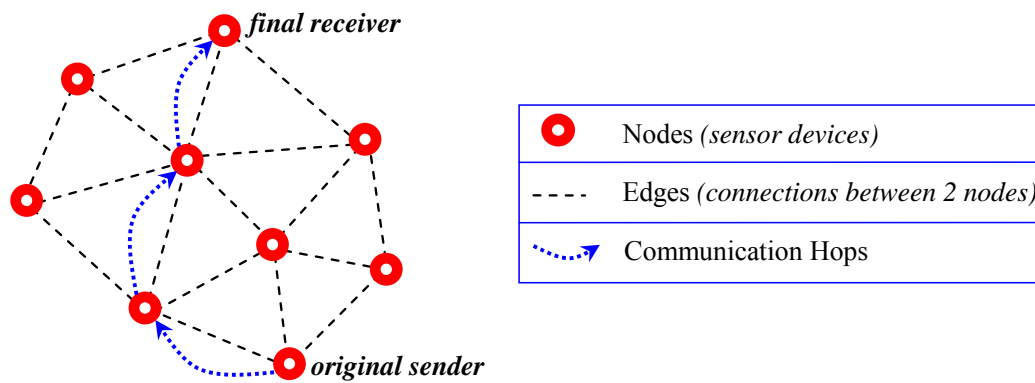 final receiver
Nodes (sensor devices)
Edges (connections between 2 nodes)
Communication Hops
original sender